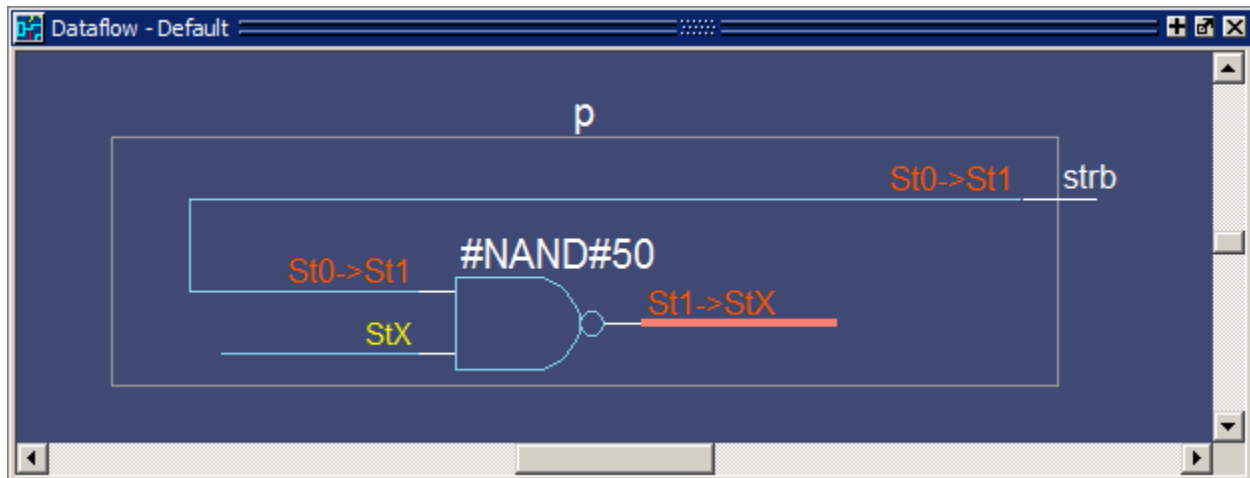 Dataflow - Default
p
St0->St1 strb
#NAND#50
St0->St1
St1->StX
StX